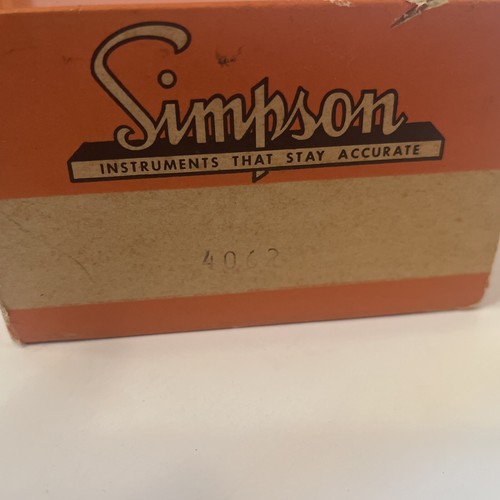 Simpson
INSTRUMENTS THAT STAY ACCURATE